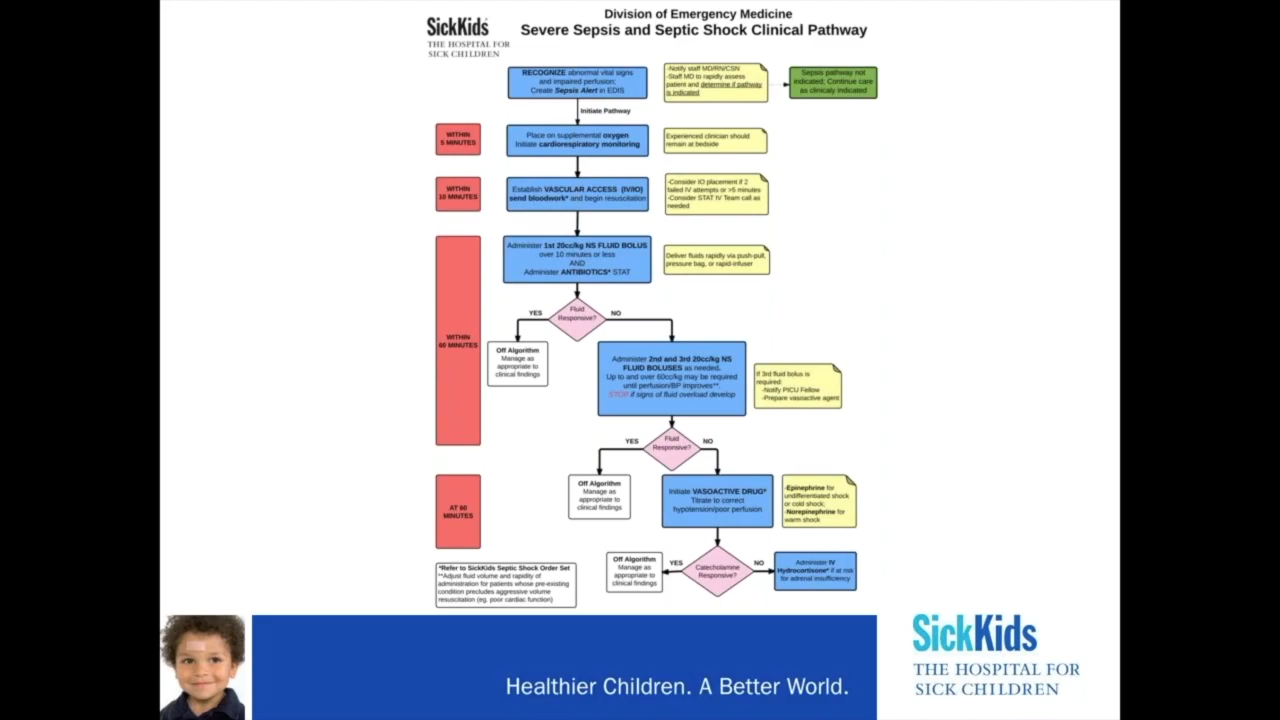 Division of Emergency Medicine
Severe Sepsis and Septic Shock Clinical Pathway
SickKids
THE HOSPITAL FOR
SICK CHILDREN
RECOGNIZE abnormal vital signs
and impaired perfusion;
Create Sepsis Alert in EDIS
-Notify staff MD/RN/CSN
-Staff MD to rapidly assess
patient and determine if pathway
is indicated
Sepsis pathway not
indicated; Continue care
as clinicaly indicated
Initiate Pathway
WITHIN
5 MINUTES
Place on supplemental oxygen
Initiate cardiorespiratory monitoring
Experienced clinician should
remain at bedside
WITHIN
10 MINUTES
Establish VASCULAR ACCESS (IV/IO)
send bloodwork* and begin resuscitation
-Consider IO placement if 2
failed IV attempts or >5 minutes
-Consider STAT IV Team call as
needed
WITHIN
60 MINUTES
Administer 1st 20cc/kg NS FLUID BOLUS
over 10 minutes or less
AND
Administer ANTIBIOTICS* STAT
Deliver fluids rapidly via push-pull,
pressure bag, or rapid-infuser
Fluid
Responsive?
YES
NO
Off Algorithm
Manage as
appropriate to
clinical findings
Administer 2nd and 3rd 20cc/kg NS
FLUID BOLUSES as needed.
Up to and over 60cc/kg may be required
until perfusion/BP improves**.
STOP if signs of fluid overload develop
If 3rd fluid bolus is
required:
-Notify PICU Fellow
-Prepare vasoactive agent
Fluid
Responsive?
YES
NO
AT 60
MINUTES
Off Algorithm
Manage as
appropriate to
clinical findings
Initiate VASOACTIVE DRUG*
Titrate to correct
hypotention/poor perfusion
-Epinephrine for
undifferentiated shock
or cold shock,
-Norepinephrine for
warm shock
Catecholamine
Responsive?
YES
NO
Off Algorithm
Manage as
appropriate to
clinical findings
Administer IV
Hydrocortisone* if at risk
for adrenal insufficiency
*Refer to SickKids Septic Shock Order Set
**Adjust fluid volume and rapidity of
administration for patients whose pre-existing
condition precludes aggressive volume
resuscitation (eg. poor cardiac function)
Healthier Children. A Better World.
SickKids
THE HOSPITAL FOR
SICK CHILDREN